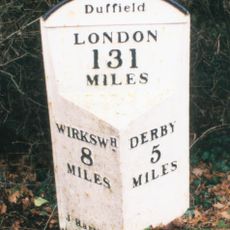 Duffield
LONDON
131
MILES
WIRKSWH
8
MILES
DERBY
5
MILES